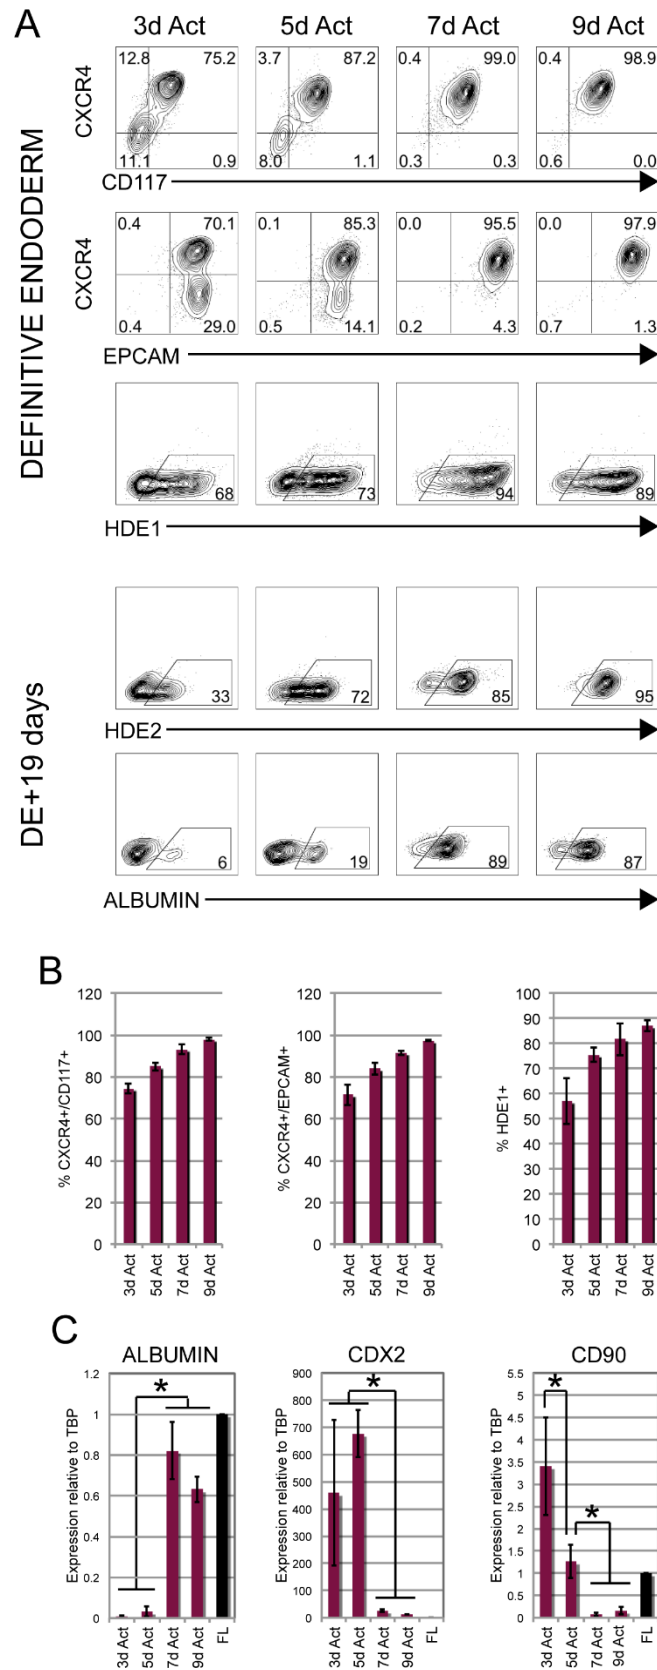 A
3d Act 5d Act 7d Act 9d Act
DEFINITIVE ENDODERM
CXCR4
12.8 75.2 3.7 87.2 0.4 99.0 0.4 98.9
11.1 0.9 8.0 1.1 0.3 0.3 0.6 0.0
CD117
CXCR4
0.4 70.1 0.1 85.3 0.0 95.5 0.0 97.9
0.4 29.0 0.5 14.1 0.2 4.3 0.7 1.3
EPCAM
68 73 94 89
HDE1
DE+19 days
33 72 85 95
HDE2
6 19 89 87
ALBUMIN
B
% CXCR4+/CD117+
120
100
80
60
40
20
0
3d Act 5d Act 7d Act 9d Act
% CXCR4+/EPCAM+
120
100
80
60
40
20
0
3d Act 5d Act 7d Act 9d Act
% HDE1+
100
90
80
70
60
50
40
30
20
10
0
3d Act 5d Act 7d Act 9d Act
C
ALBUMIN
Expression relative to TBP
1.2
1
0.8
0.6
0.4
0.2
0
*
3d Act 5d Act 7d Act 9d Act FL
CDX2
Expression relative to TBP
900
800
700
600
500
400
300
200
100
0
*
3d Act 5d Act 7d Act 9d Act FL
CD90
Expression relative to TBP
5.5
5
4.5
4
3.5
3
2.5
2
1.5
1
0.5
0
*
*
3d Act 5d Act 7d Act 9d Act FL